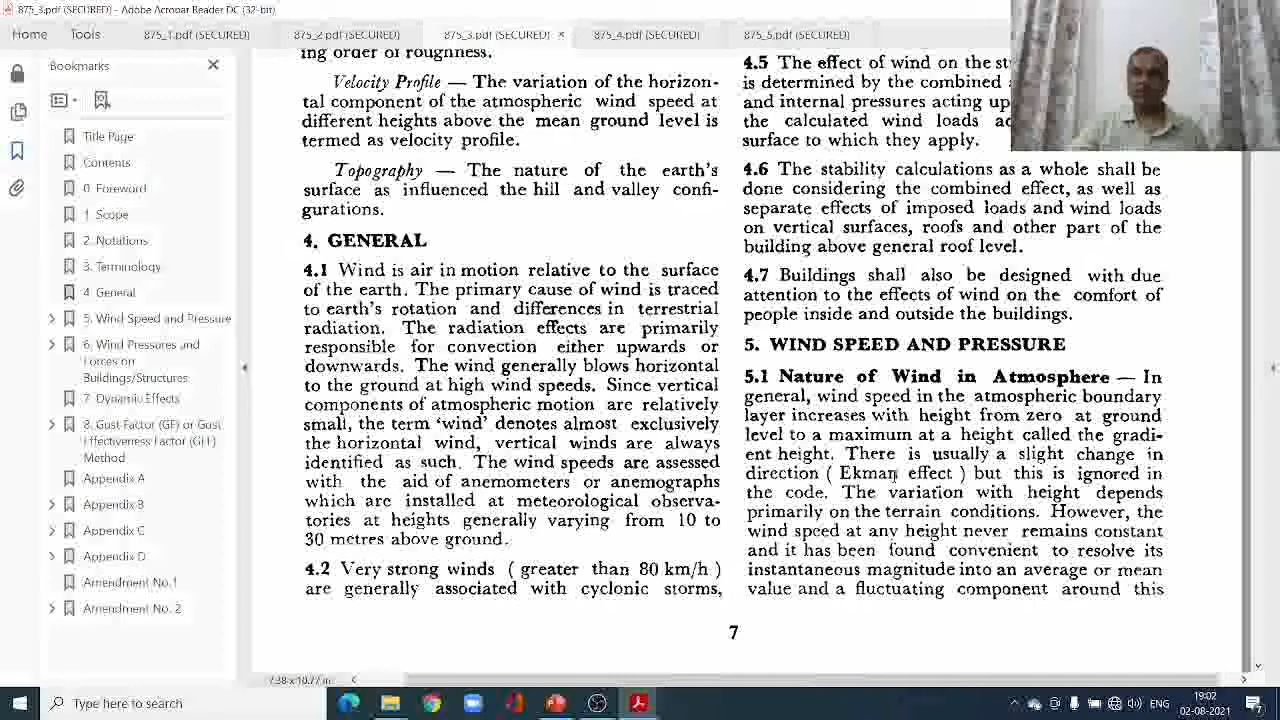 875_3.pdf (SECURED) - Adobe Acrobat Reader DC (32-bit)
Home
Tools
875_1.pdf (SECURED)
875_2.pdf (SECURED)
875_3.pdf (SECURED)
875_4.pdf (SECURED)
875_5.pdf (SECURED)
Bookmarks
Title Page
Contents
0. Foreword
1 Scope
2. Notitions
3. Terminology
4 General
5. Wind Speed and Pressure
6. Wind Pressures and
Forces on
Buildings/Structures
7 Dynamic Effects
8. Gust Factor (GF) or Gust
Effectiveness Factor (GEF)
Method
Appendix A
Appendix B
Appendix C
Appendix D
Amendment No.1
Amendment No. 2
ing order of roughness.
Velocity Profile — The variation of the horizon-
tal component of the atmospheric wind speed at
different heights above the mean ground level is
termed as velocity profile.
Topography — The nature of the earth's
surface as influenced the hill and valley confi-
gurations.
4. GENERAL
4.1 Wind is air in motion relative to the surface
of the earth. The primary cause of wind is traced
to earth's rotation and differences in terrestrial
radiation. The radiation effects are primarily
responsible for convection either upwards or
downwards. The wind generally blows horizontal
to the ground at high wind speeds. Since vertical
components of atmospheric motion are relatively
small, the term 'wind' denotes almost exclusively
the horizontal wind, vertical winds are always
identified as such. The wind speeds are assessed
with the aid of anemometers or anemographs
which are installed at meteorological observa-
tories at heights generally varying from 10 to
30 metres above ground.
4.2 Very strong winds ( greater than 80 km/h )
are generally associated with cyclonic storms,
4.5 The effect of wind on the st
is determined by the combined
and internal pressures acting up
the calculated wind loads ac
surface to which they apply.
4.6 The stability calculations as a whole shall be
done considering the combined effect, as well as
separate effects of imposed loads and wind loads
on vertical surfaces, roofs and other part of the
building above general roof level.
4.7 Buildings shall also be designed with due
attention to the effects of wind on the comfort of
people inside and outside the buildings.
5. WIND SPEED AND PRESSURE
5.1 Nature of Wind in Atmosphere — In
general, wind speed in the atmospheric boundary
layer increases with height from zero at ground
level to a maximum at a height called the gradi-
ent height. There is usually a slight change in
direction ( Ekman effect ) but this is ignored in
the code. The variation with height depends
primarily on the terrain conditions. However, the
wind speed at any height never remains constant
and it has been found convenient to resolve its
instantaneous magnitude into an average or mean
value and a fluctuating component around this
7
7.38 x 10.77 in
Type here to search
ENG
19:02
02-08-2021